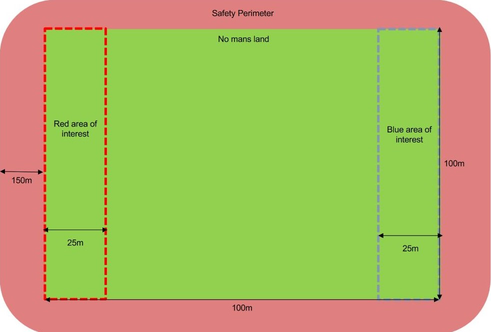 Safety Perimeter
No mans land
Red area of
interest
Blue area of
interest
100m
150m
25m
25m
100m